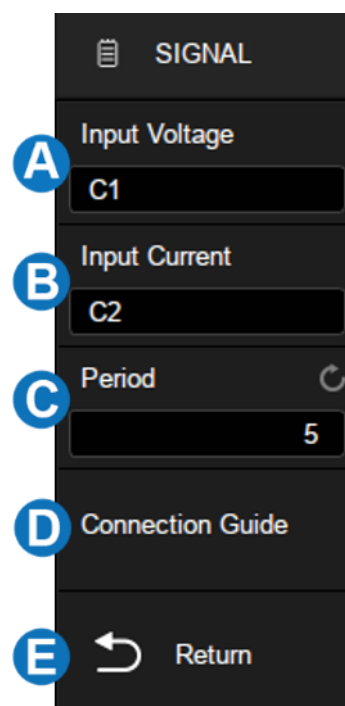 SIGNAL
A
Input Voltage
C1
B
Input Current
C2
C
Period
5
D
Connection Guide
E
Return